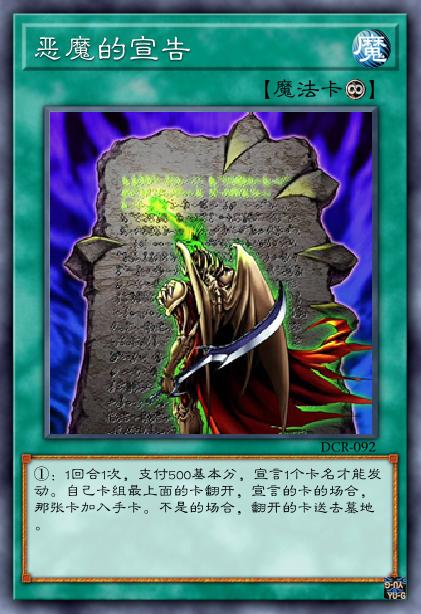 恶魔的宣告
魔
【魔法卡♾】
DCR-092
①：1回合1次，支付500基本分，宣言1个卡名才能发
动。自己卡组最上面的卡翻开，宣言的卡的场合，
那张卡加入手卡。不是的场合，翻开的卡送去墓地
。